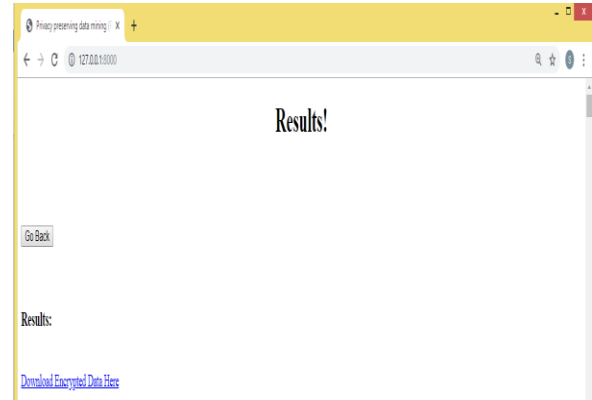 Privacy preserving data mining
127.0.0.1:8000
S
Results!
Go Back
Results:
Download Encrypted Data Here